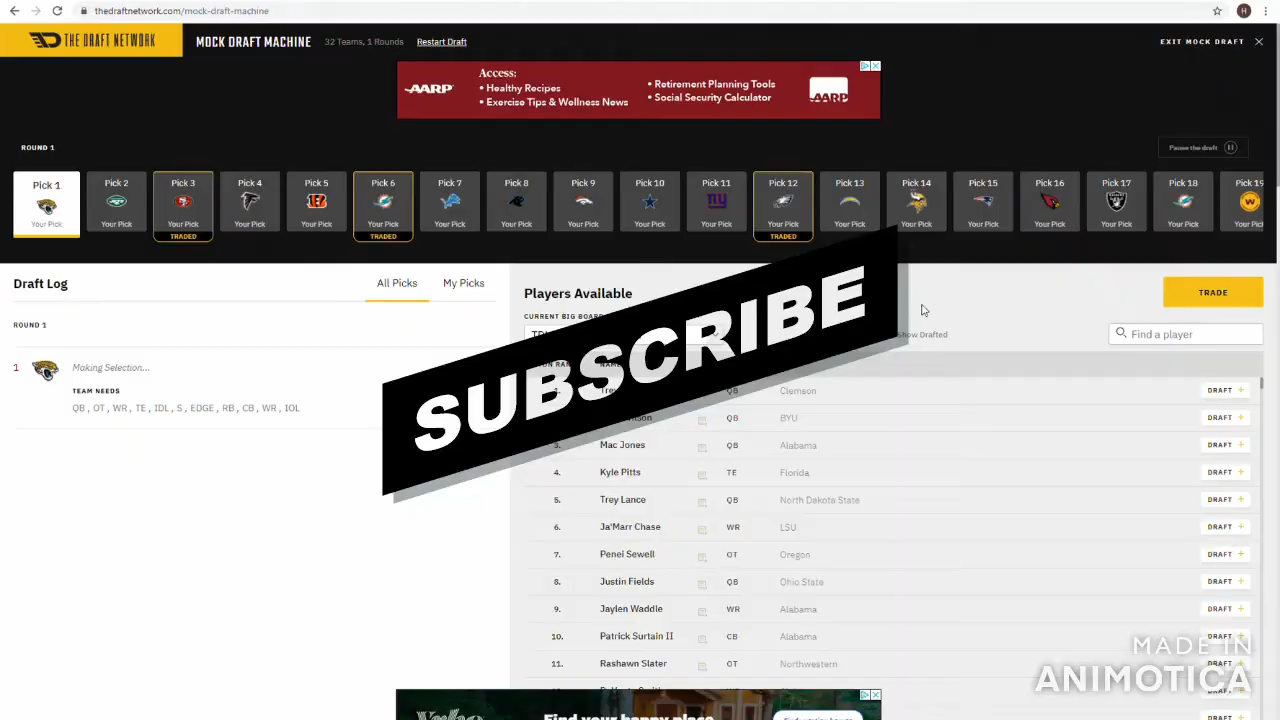 thedraftnetwork.com/mock-draft-machine
H
THE DRAFT NETWORK
MOCK DRAFT MACHINE
32 Teams, 1 Rounds
Restart Draft
EXIT MOCK DRAFT
AARP
Access:
• Healthy Recipes
• Exercise Tips & Wellness News
• Retirement Planning Tools
• Social Security Calculator
AARP
ROUND 1
Pause the draft
Pick 1 Pick 2 Pick 3 Pick 4 Pick 5 Pick 6 Pick 7 Pick 8 Pick 9 Pick 10 Pick 11 Pick 12 Pick 13 Pick 14 Pick 15 Pick 16 Pick 17 Pick 18 Pick 19
Your Pick Your Pick Your Pick Your Pick Your Pick Your Pick Your Pick Your Pick Your Pick Your Pick Your Pick Your Pick Your Pick Your Pick Your Pick Your Pick Your Pick Your Pick Your Pic
TRADED TRADED TRADED
Draft Log
All Picks
My Picks
ROUND 1
1 Making Selection...
TEAM NEEDS
QB , OT , WR , TE , IDL , S , EDGE , RB , CB , WR , IOL
SUBSCRIBE
Players Available
TRADE
CURRENT BIG BOARD
Show Drafted
Find a player
1. QB Clemson DRAFT +
QB BYU DRAFT +
3. Mac Jones QB Alabama DRAFT +
4. Kyle Pitts TE Florida DRAFT +
5. Trey Lance QB North Dakota State DRAFT +
6. Ja'Marr Chase WR LSU DRAFT +
7. Penei Sewell OT Oregon DRAFT +
8. Justin Fields QB Ohio State DRAFT +
9. Jaylen Waddle WR Alabama DRAFT +
10. Patrick Surtain II CB Alabama DRAFT +
11. Rashawn Slater OT Northwestern DRAFT +
MADE IN
ANIMOTICA
Find your happy place